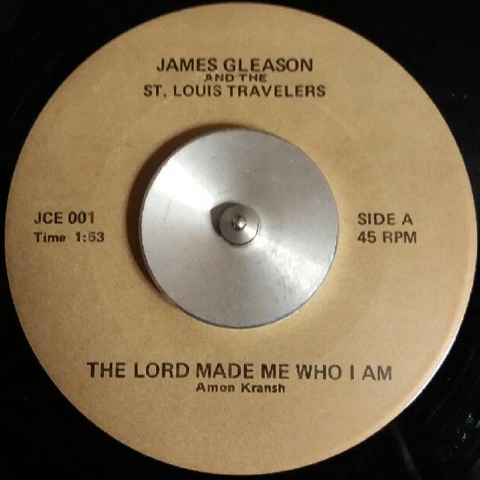 JAMES GLEASON
AND THE
ST. LOUIS TRAVELERS
JCE 001
Time 1:53
SIDE A
45 RPM
THE LORD MADE ME WHO I AM
Amon Kransh